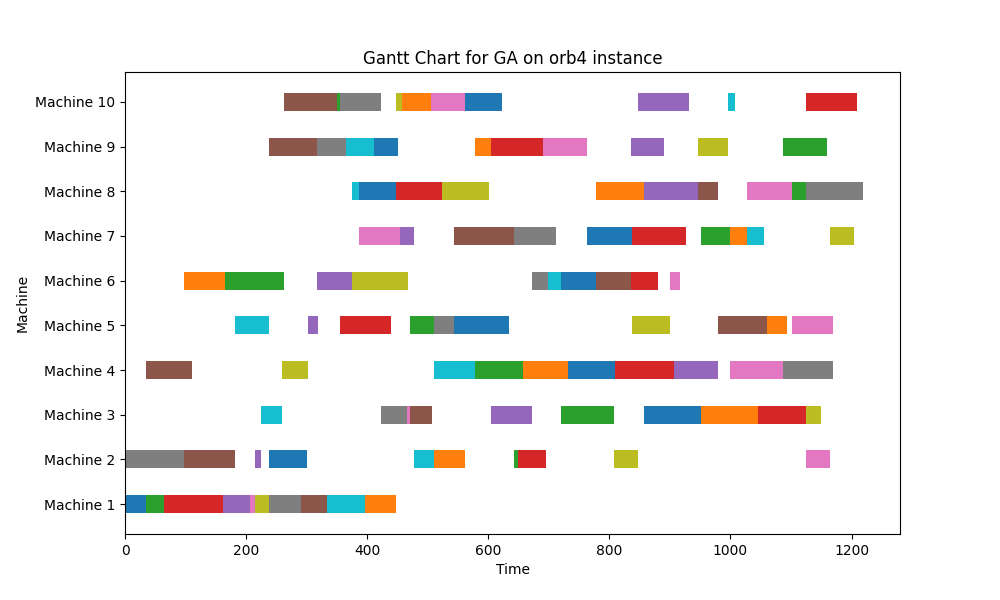 Gantt Chart for GA on orb4 instance
Machine 10
Machine 9
Machine 8
Machine 7
Machine 6
Machine 5
Machine 4
Machine 3
Machine 2
Machine 1
Machine
0 200 400 600 800 1000 1200
Time